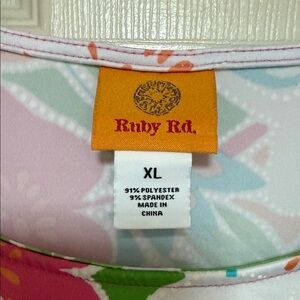 Ruby Rd.
XL
91% POLYESTER
9% SPANDEX
MADE IN
CHINA